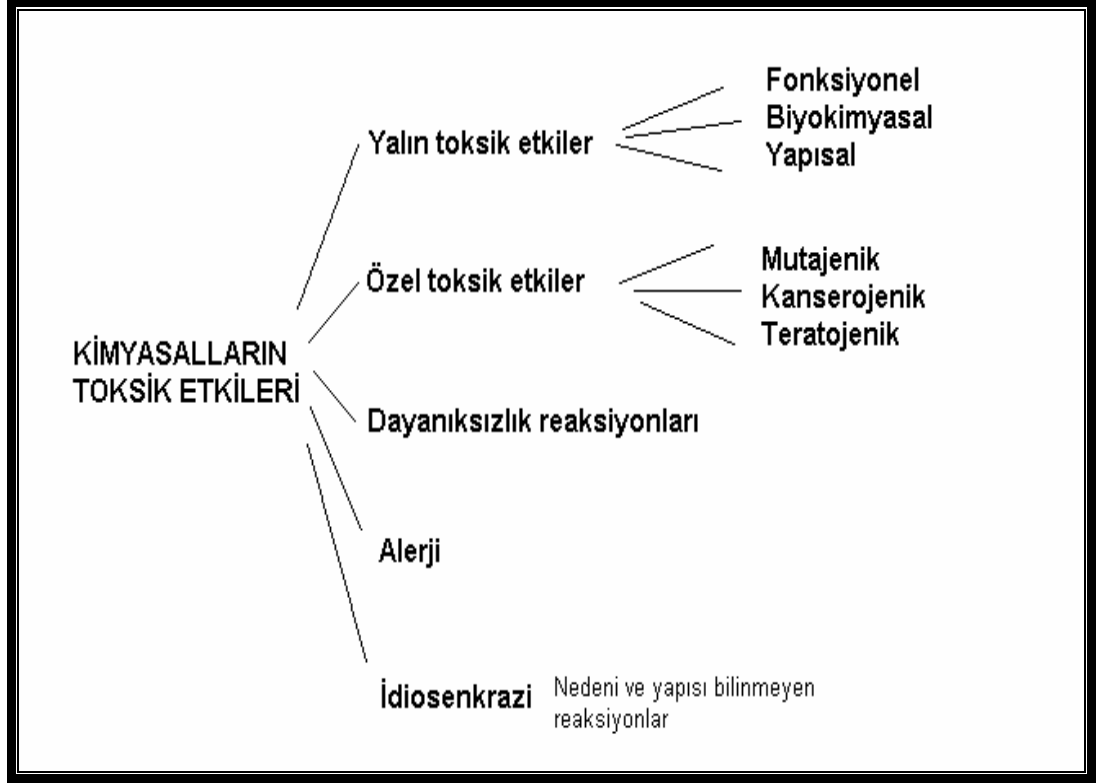 Fonksiyonel
Biyokimyasal
Yapısal
Yalın toksik etkiler
Mutajenik
Kanserojenik
Teratojenik
Özel toksik etkiler
KİMYASALLARIN
TOKSİK ETKİLERİ
Dayanıksızlık reaksiyonları
Alerji
İdiosenkrazi
Nedeni ve yapısı bilinmeyen
reaksiyonlar